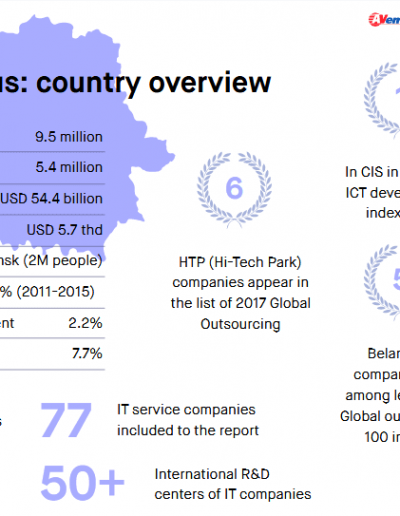 AVen
us: country overview
9.5 million
5.4 million
USD 54.4 billion
USD 5.7 thd
nsk (2M people)
% (2011-2015)
ent 2.2%
7.7%
6
HTP (Hi-Tech Park)
companies appear in
the list of 2017 Global
Outsourcing
In CIS in
ICT deve
index
5
Belar
compan
among le
Global ou
100 in
s
77
IT service companies
included to the report
50+
International R&D
centers of IT companies